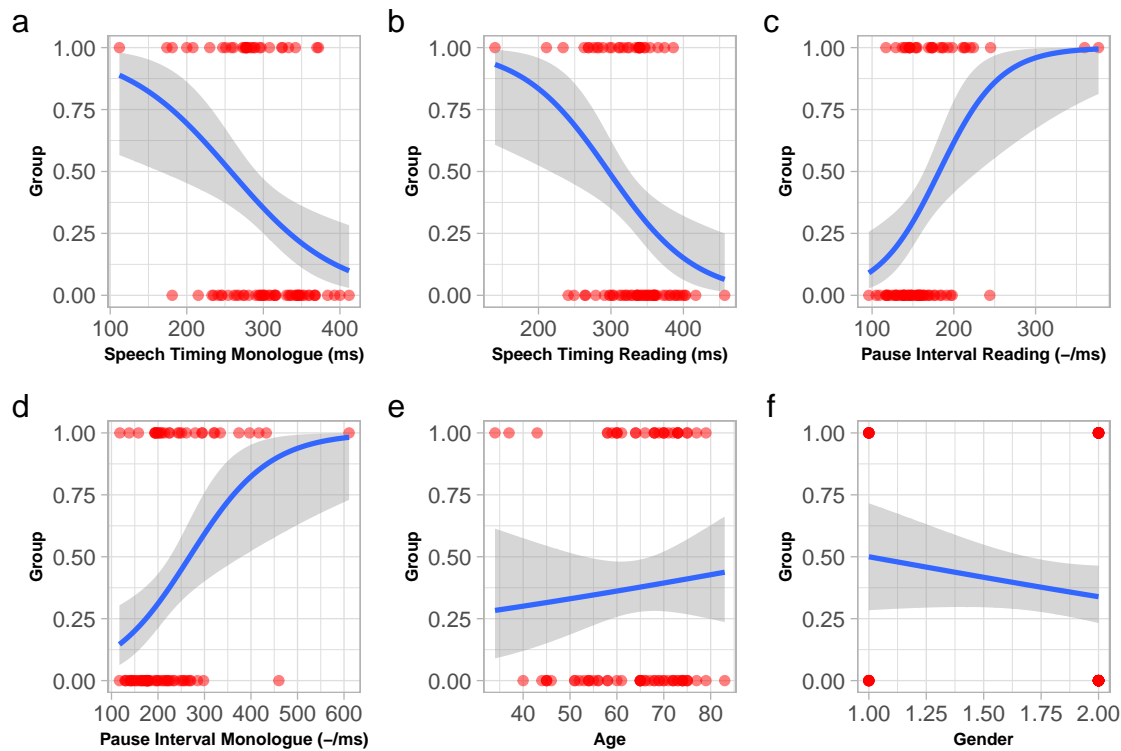 a
1.00
0.75
0.50
0.25
0.00
Group
100 200 300 400
Speech Timing Monologue (ms)
b
1.00
0.75
0.50
0.25
0.00
Group
200 300 400
Speech Timing Reading (ms)
c
1.00
0.75
0.50
0.25
0.00
Group
100 200 300
Pause Interval Reading (−/ms)
d
1.00
0.75
0.50
0.25
0.00
Group
100 200 300 400 500 600
Pause Interval Monologue (−/ms)
e
1.00
0.75
0.50
0.25
0.00
Group
40 50 60 70 80
Age
f
1.00
0.75
0.50
0.25
0.00
Group
1.00 1.25 1.50 1.75 2.00
Gender